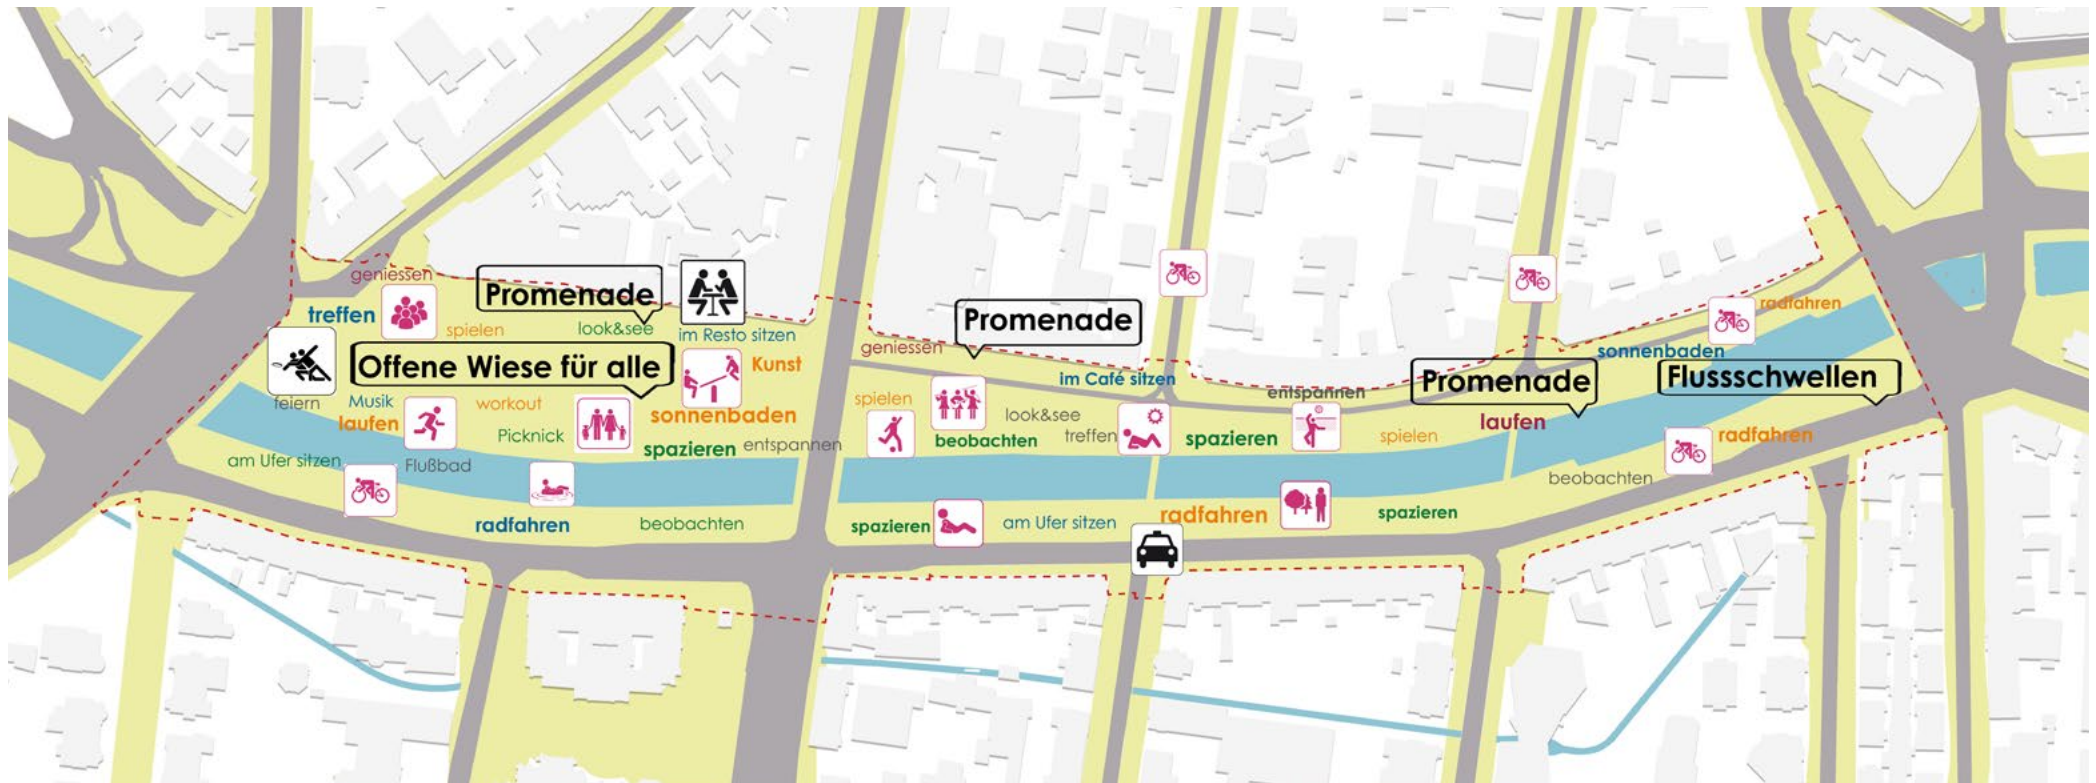 geniessen
Promenade
treffen
spielen
look&see
im Resto sitzen
Offene Wiese für alle
Kunst
feiern
Musik
laufen
workout
sonnenbaden
Picknick
spazieren
entspannen
am Ufer sitzen
Flußbad
radfahren
beobachten
Promenade
geniessen
im Café sitzen
spielen
look&see
beobachten
treffen
spazieren
entspannen
spielen
spazieren
am Ufer sitzen
radfahren
spazieren
radfahren
sonnenbaden
Promenade
Flussschwellen
laufen
radfahren
beobachten